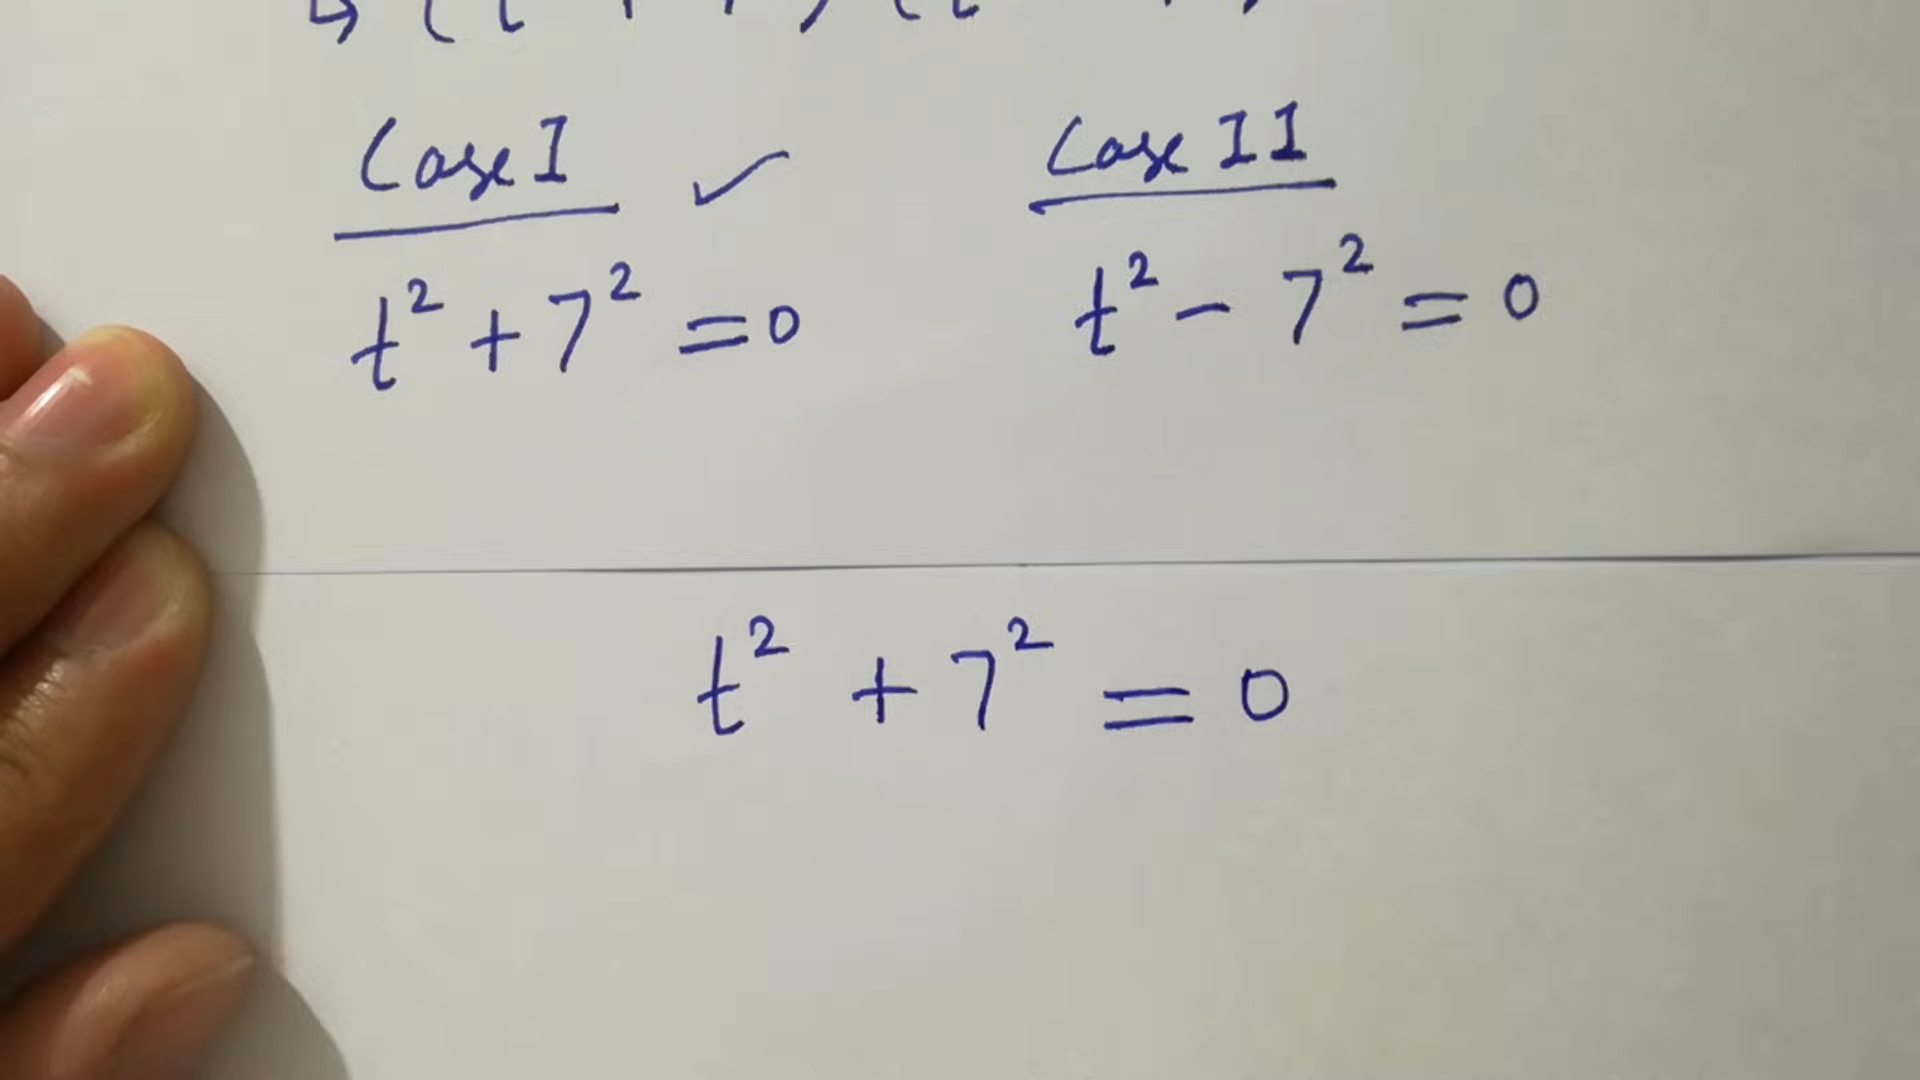 Case I ✓ Case II
t² + 7² = 0 t² - 7² = 0
t² + 7² = 0